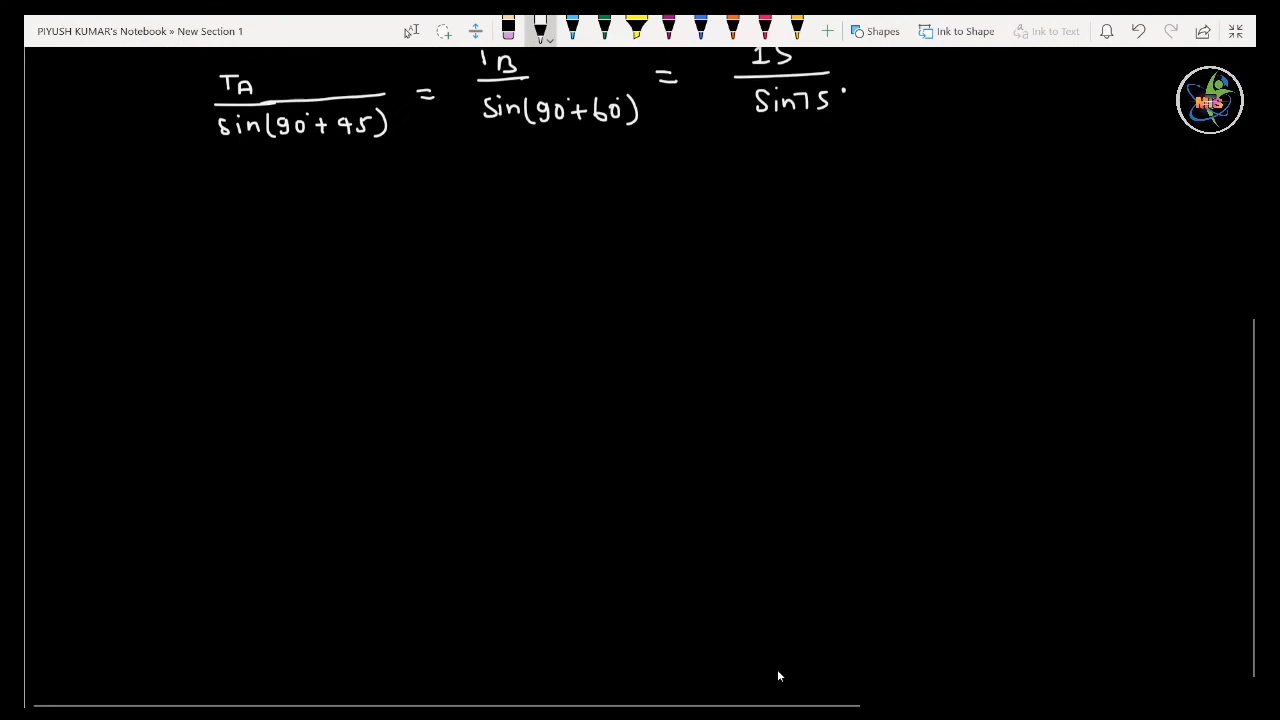 PIYUSH KUMAR's Notebook » New Section 1
Shapes
Ink to Shape
Ink to Text
TA / sin(90°+45) = TB / sin(90°+60°) = 15 / Sin75°
MIS